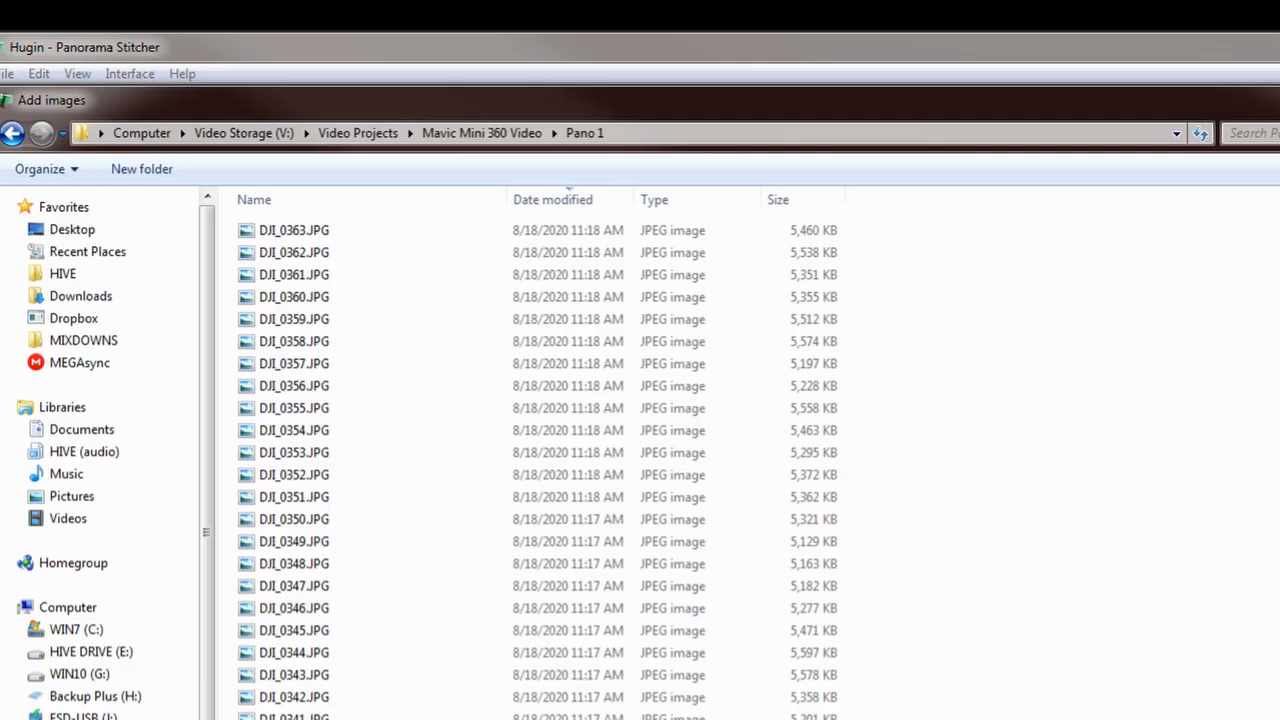 Hugin - Panorama Stitcher
ile Edit View Interface Help
Add images
Computer Video Storage (V:) Video Projects Mavic Mini 360 Video Pano 1 Search P
Organize New folder
Name Date modified Type Size
Favorites
Desktop
Recent Places
HIVE
Downloads
Dropbox
MIXDOWNS
MEGAsync
Libraries
Documents
HIVE (audio)
Music
Pictures
Videos
Homegroup
Computer
WIN7 (C:)
HIVE DRIVE (E:)
WIN10 (G:)
Backup Plus (H:)
ESD-USB (I:)
DJI_0363.JPG 8/18/2020 11:18 AM JPEG image 5,460 KB
DJI_0362.JPG 8/18/2020 11:18 AM JPEG image 5,538 KB
DJI_0361.JPG 8/18/2020 11:18 AM JPEG image 5,351 KB
DJI_0360.JPG 8/18/2020 11:18 AM JPEG image 5,355 KB
DJI_0359.JPG 8/18/2020 11:18 AM JPEG image 5,512 KB
DJI_0358.JPG 8/18/2020 11:18 AM JPEG image 5,574 KB
DJI_0357.JPG 8/18/2020 11:18 AM JPEG image 5,197 KB
DJI_0356.JPG 8/18/2020 11:18 AM JPEG image 5,228 KB
DJI_0355.JPG 8/18/2020 11:18 AM JPEG image 5,558 KB
DJI_0354.JPG 8/18/2020 11:18 AM JPEG image 5,463 KB
DJI_0353.JPG 8/18/2020 11:18 AM JPEG image 5,295 KB
DJI_0352.JPG 8/18/2020 11:18 AM JPEG image 5,372 KB
DJI_0351.JPG 8/18/2020 11:18 AM JPEG image 5,362 KB
DJI_0350.JPG 8/18/2020 11:17 AM JPEG image 5,321 KB
DJI_0349.JPG 8/18/2020 11:17 AM JPEG image 5,129 KB
DJI_0348.JPG 8/18/2020 11:17 AM JPEG image 5,163 KB
DJI_0347.JPG 8/18/2020 11:17 AM JPEG image 5,182 KB
DJI_0346.JPG 8/18/2020 11:17 AM JPEG image 5,277 KB
DJI_0345.JPG 8/18/2020 11:17 AM JPEG image 5,471 KB
DJI_0344.JPG 8/18/2020 11:17 AM JPEG image 5,597 KB
DJI_0343.JPG 8/18/2020 11:17 AM JPEG image 5,578 KB
DJI_0342.JPG 8/18/2020 11:17 AM JPEG image 5,358 KB
DJI_0341.JPG 8/18/2020 11:17 AM JPEG image 5,201 KB